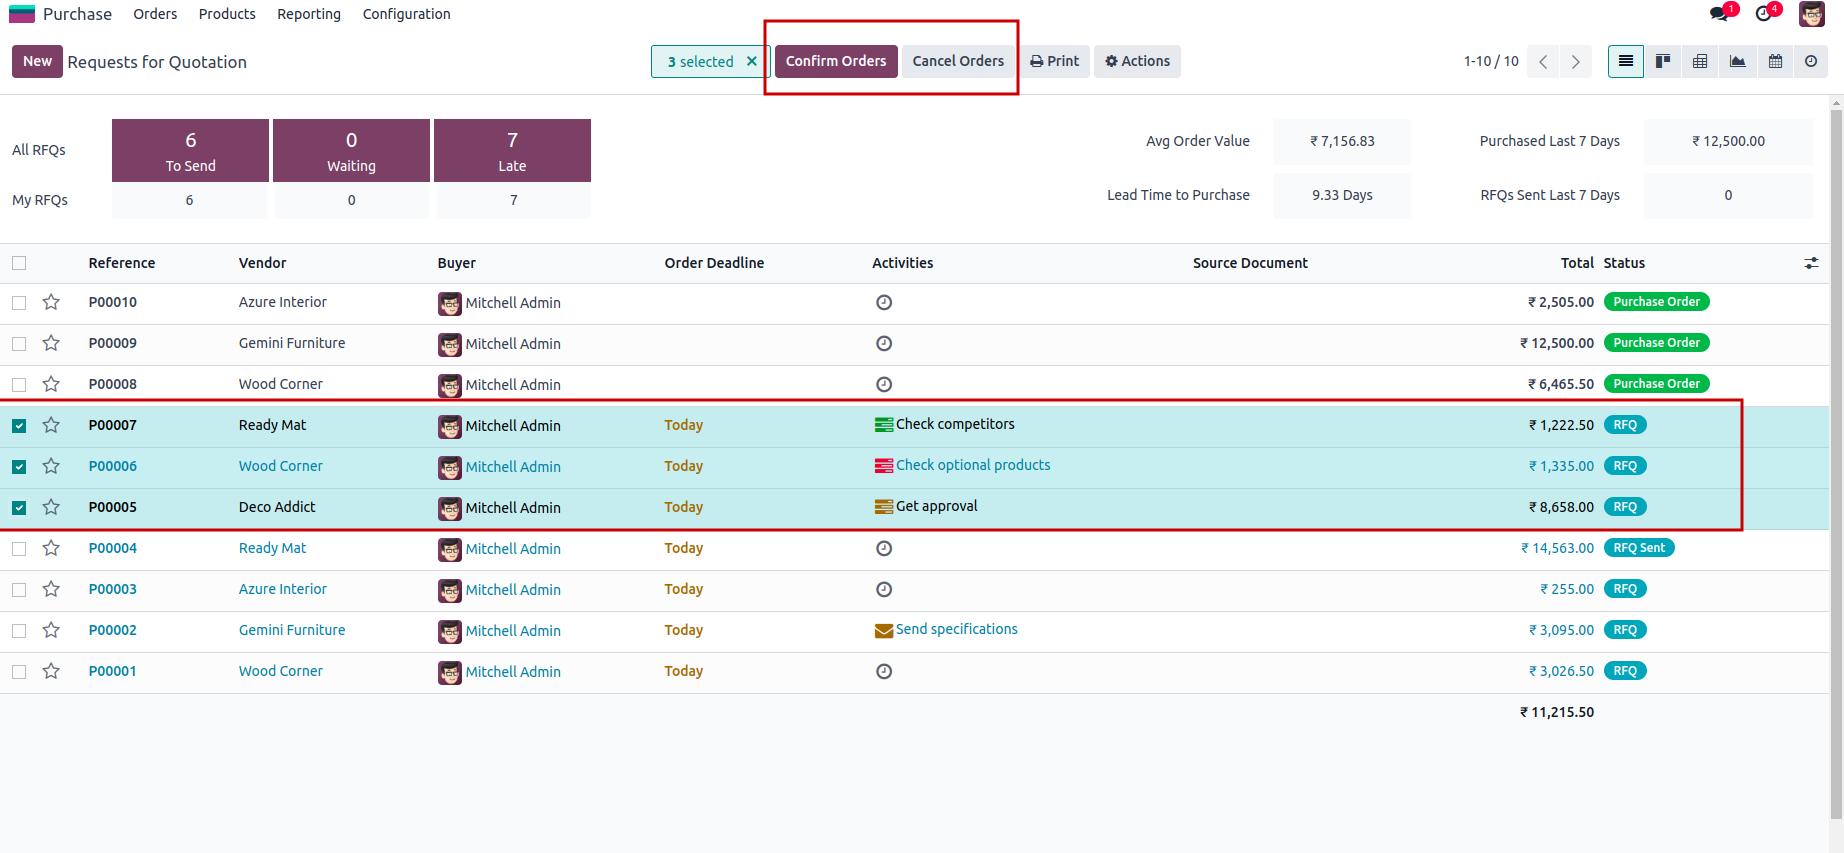 Purchase Orders Products Reporting Configuration 1 4
New Requests for Quotation 3 selected × Confirm Orders Cancel Orders Print Actions 1-10 / 10
All RFQs 6 To Send 0 Waiting 7 Late
My RFQs 6 0 7
Avg Order Value ₹ 7,156.83 Purchased Last 7 Days ₹ 12,500.00
Lead Time to Purchase 9.33 Days RFQs Sent Last 7 Days 0
Reference Vendor Buyer Order Deadline Activities Source Document Total Status
P00010 Azure Interior Mitchell Admin ₹ 2,505.00 Purchase Order
P00009 Gemini Furniture Mitchell Admin ₹ 12,500.00 Purchase Order
P00008 Wood Corner Mitchell Admin ₹ 6,465.50 Purchase Order
P00007 Ready Mat Mitchell Admin Today Check competitors ₹ 1,222.50 RFQ
P00006 Wood Corner Mitchell Admin Today Check optional products ₹ 1,335.00 RFQ
P00005 Deco Addict Mitchell Admin Today Get approval ₹ 8,658.00 RFQ
P00004 Ready Mat Mitchell Admin Today ₹ 14,563.00 RFQ Sent
P00003 Azure Interior Mitchell Admin Today ₹ 255.00 RFQ
P00002 Gemini Furniture Mitchell Admin Today Send specifications ₹ 3,095.00 RFQ
P00001 Wood Corner Mitchell Admin Today ₹ 3,026.50 RFQ
₹ 11,215.50